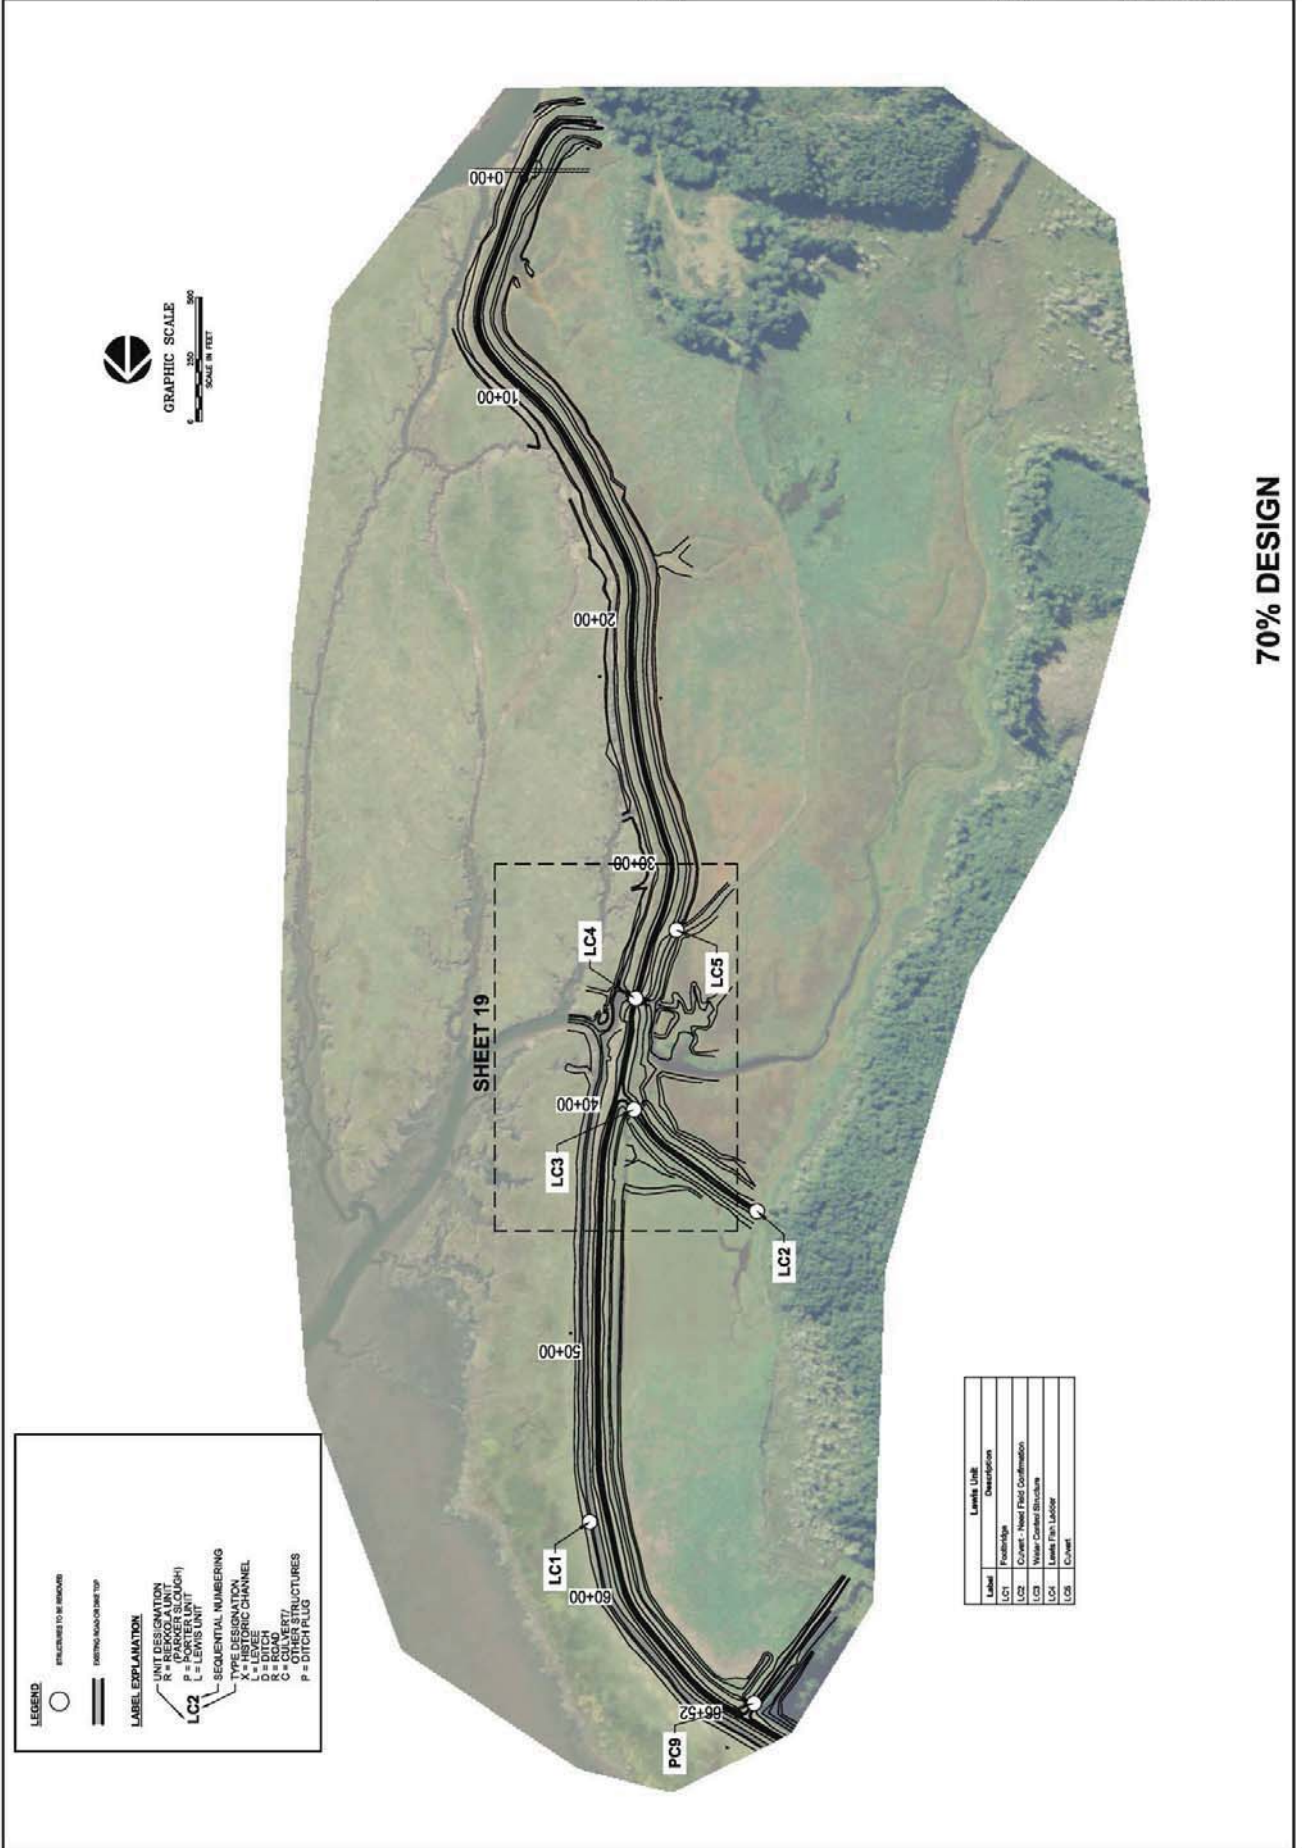 LEGEND
STRUCTURES TO BE REMOVED
EXISTING ROAD OR DIKE TOP
LABEL EXPLANATION
LC2
UNIT DESIGNATION
R = RIEKKOLA UNIT
(PARKER SLOUGH)
P = PORTER UNIT
L = LEWIS UNIT
SEQUENTIAL NUMBERING
TYPE DESIGNATION
X = HISTORIC CHANNEL
L = LEVEE
D = DITCH
R = ROAD
C = CULVERT/
OTHER STRUCTURES
P = DITCH PLUG
GRAPHIC SCALE
0 250 500
SCALE IN FEET
SHEET 19
PC9
66+52
60+00
LC1
50+00
LC2
LC3
40+00
LC4
LC5
30+00
20+00
10+00
0+00
Lewis Unit
Label Description
LC1 Footbridge
LC2 Culvert - Need Field Confirmation
LC3 Water Control Structure
LC4 Lewis Fish Ladder
LC5 Culvert
70% DESIGN